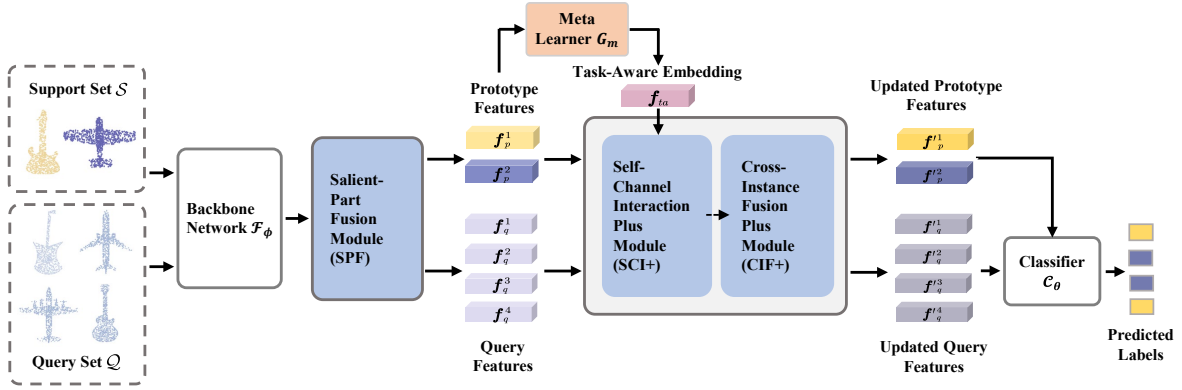 Support Set 𝒮
Query Set 𝒬
Backbone
Network ℱ_ϕ
Salient-
Part
Fusion
Module
(SPF)
Meta
Learner G_m
Prototype
Features
f_p^1
f_p^2
f_q^1
f_q^2
f_q^3
f_q^4
Query
Features
Task-Aware Embedding
f_ta
Self-
Channel
Interaction
Plus
Module
(SCI+)
Cross-
Instance
Fusion
Plus
Module
(CIF+)
Updated Prototype
Features
f'_p^1
f'_p^2
f'_q^1
f'_q^2
f'_q^3
f'_q^4
Updated Query
Features
Classifier
𝒞_θ
Predicted
Labels